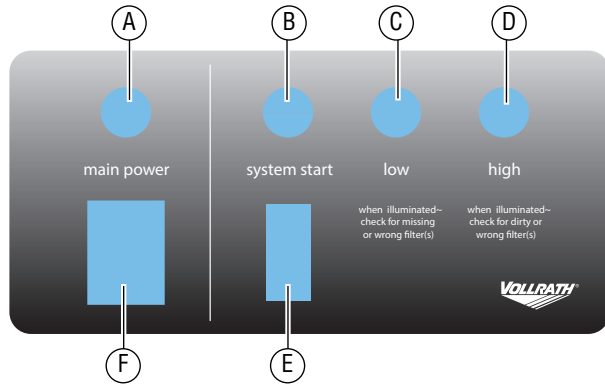 A B C D
main power system start low high
when illuminated~
check for missing
or wrong filter(s)
when illuminated~
check for dirty or
wrong filter(s)
VOLLRATH®
F E